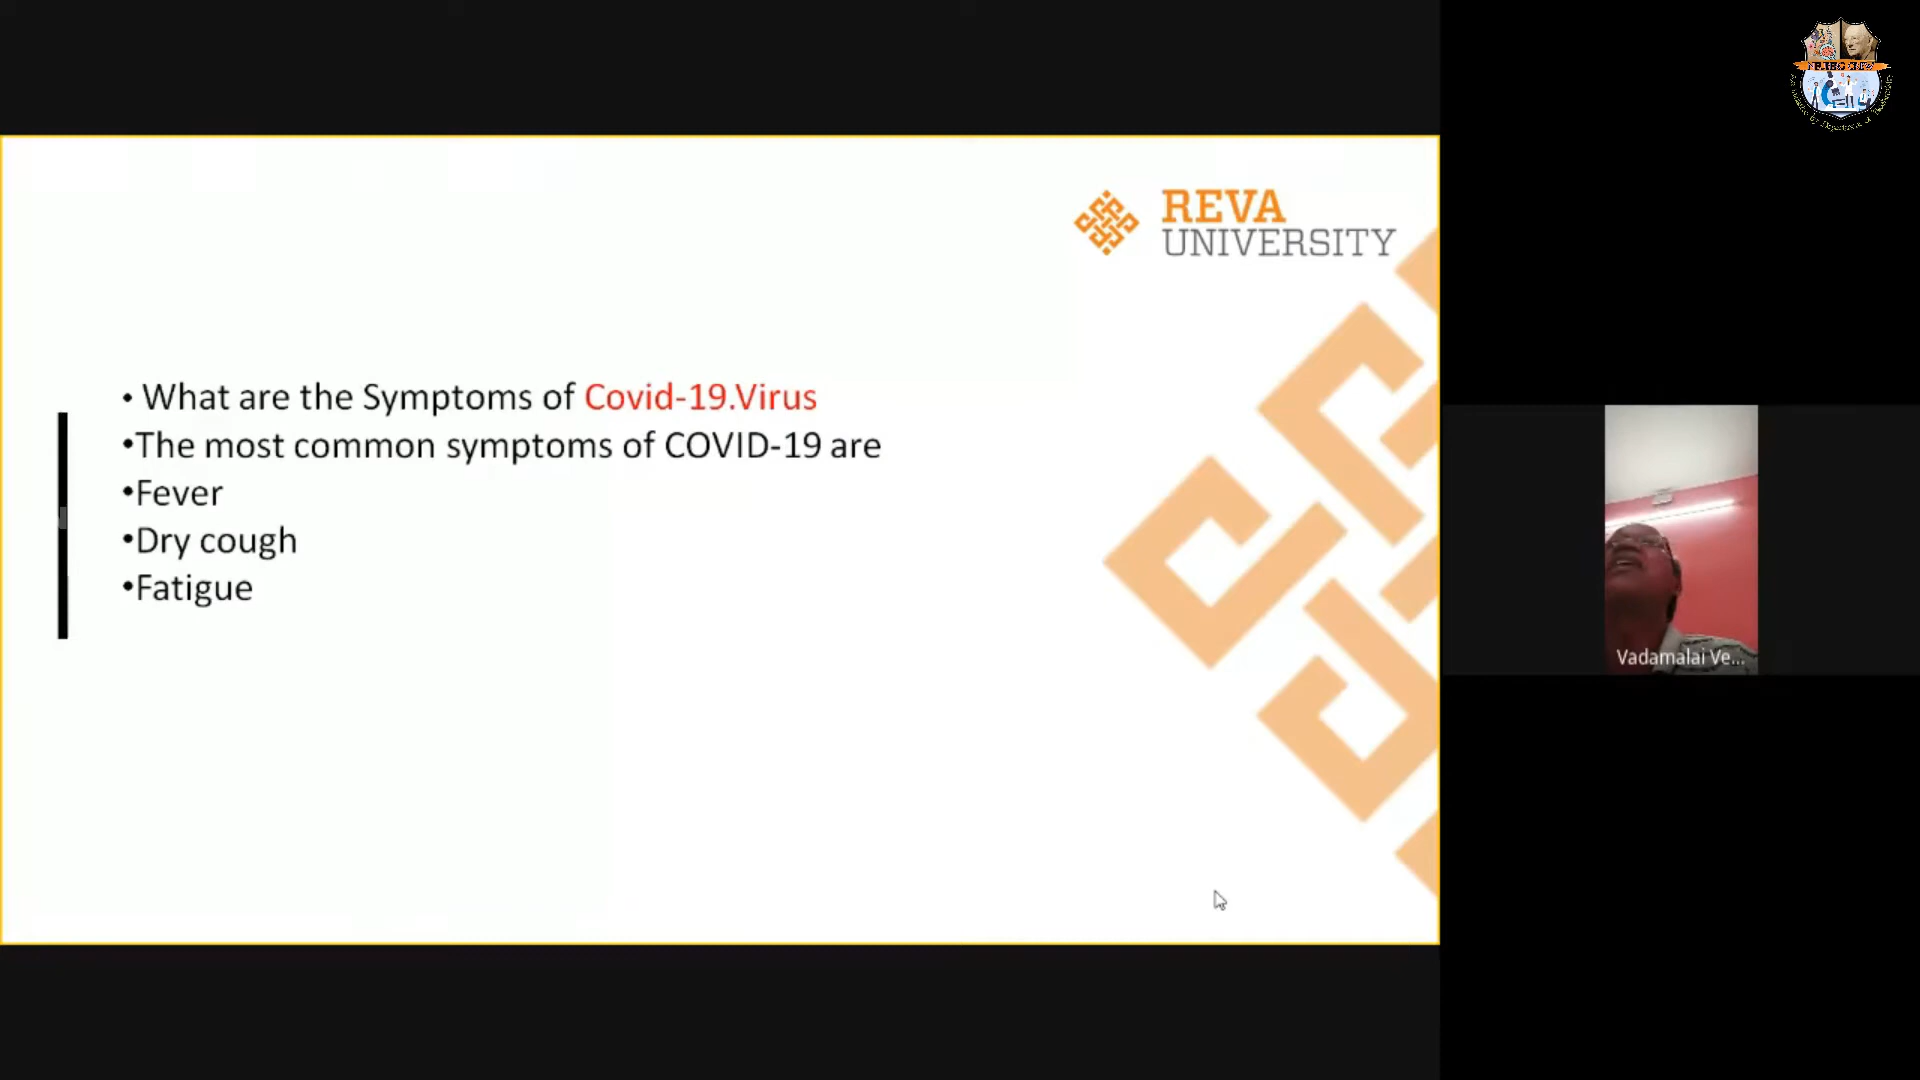 REVA
UNIVERSITY
• What are the Symptoms of Covid-19.Virus
•The most common symptoms of COVID-19 are
•Fever
•Dry cough
•Fatigue
Vadamalai Ve...